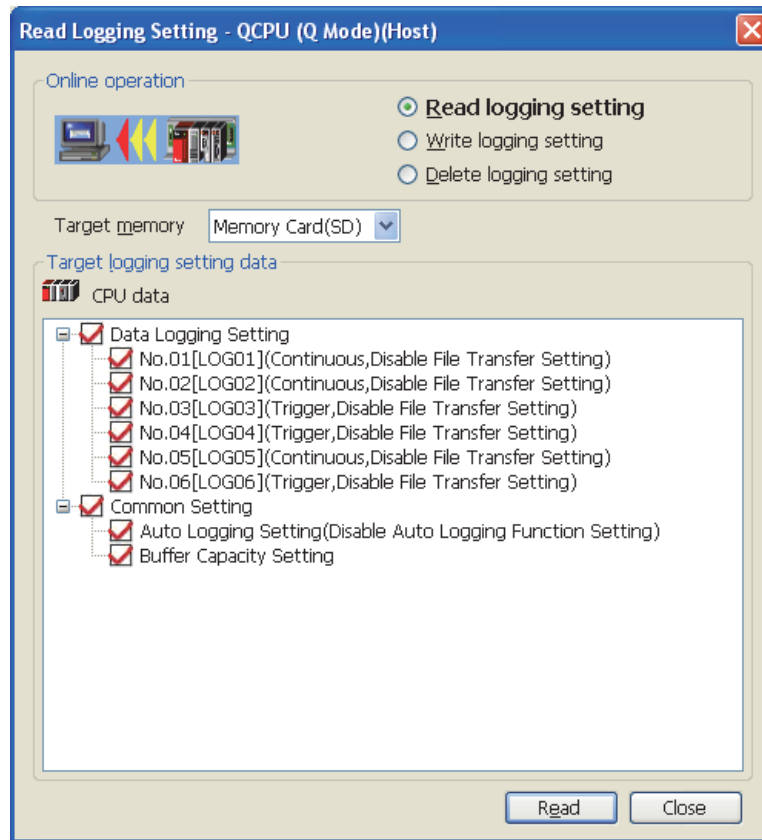 Read Logging Setting - QCPU (Q Mode)(Host)
Online operation
Read logging setting
Write logging setting
Delete logging setting
Target memory Memory Card(SD)
Target logging setting data
CPU data
Data Logging Setting
No.01[LOG01](Continuous,Disable File Transfer Setting)
No.02[LOG02](Continuous,Disable File Transfer Setting)
No.03[LOG03](Trigger,Disable File Transfer Setting)
No.04[LOG04](Trigger,Disable File Transfer Setting)
No.05[LOG05](Continuous,Disable File Transfer Setting)
No.06[LOG06](Trigger,Disable File Transfer Setting)
Common Setting
Auto Logging Setting(Disable Auto Logging Function Setting)
Buffer Capacity Setting
Read Close